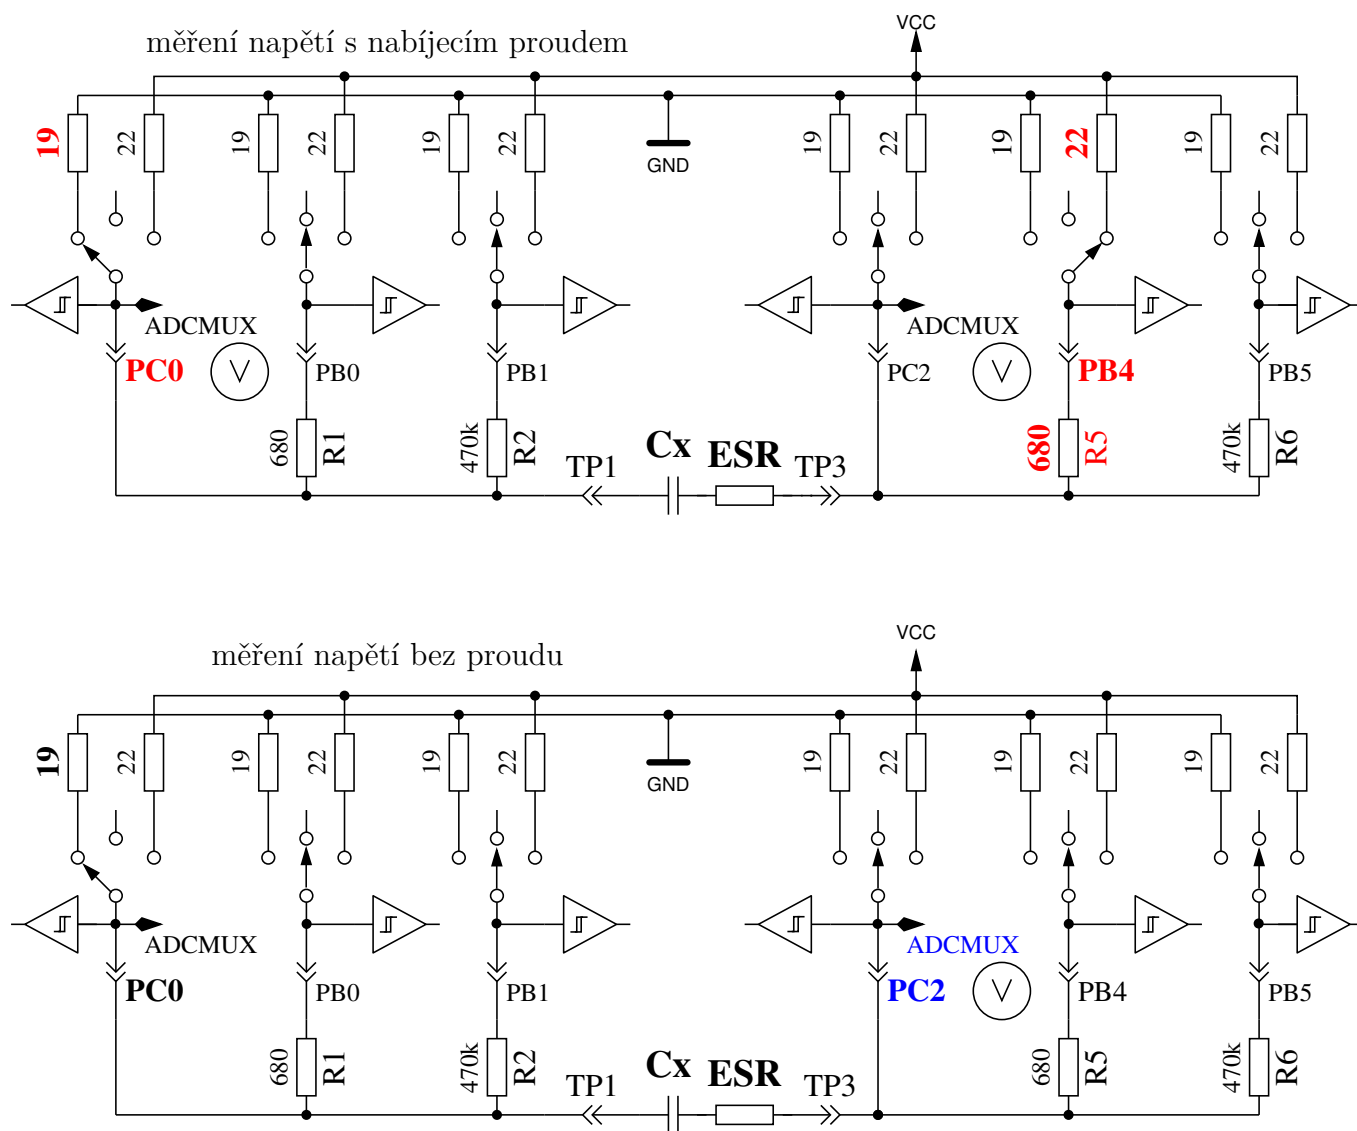 měření napětí s nabíjecím proudem
VCC
19
22
19
22
19
22
GND
19
22
19
22
19
22
ADCMUX
ADCMUX
PC0
V
PB0
PB1
PC2
V
PB4
PB5
680
R1
470k
R2
TP1
Cx
ESR
TP3
680
R5
470k
R6
měření napětí bez proudu
VCC
19
22
19
22
19
22
GND
19
22
19
22
19
22
ADCMUX
ADCMUX
PC0
PB0
PB1
PC2
V
PB4
PB5
680
R1
470k
R2
TP1
Cx
ESR
TP3
680
R5
470k
R6